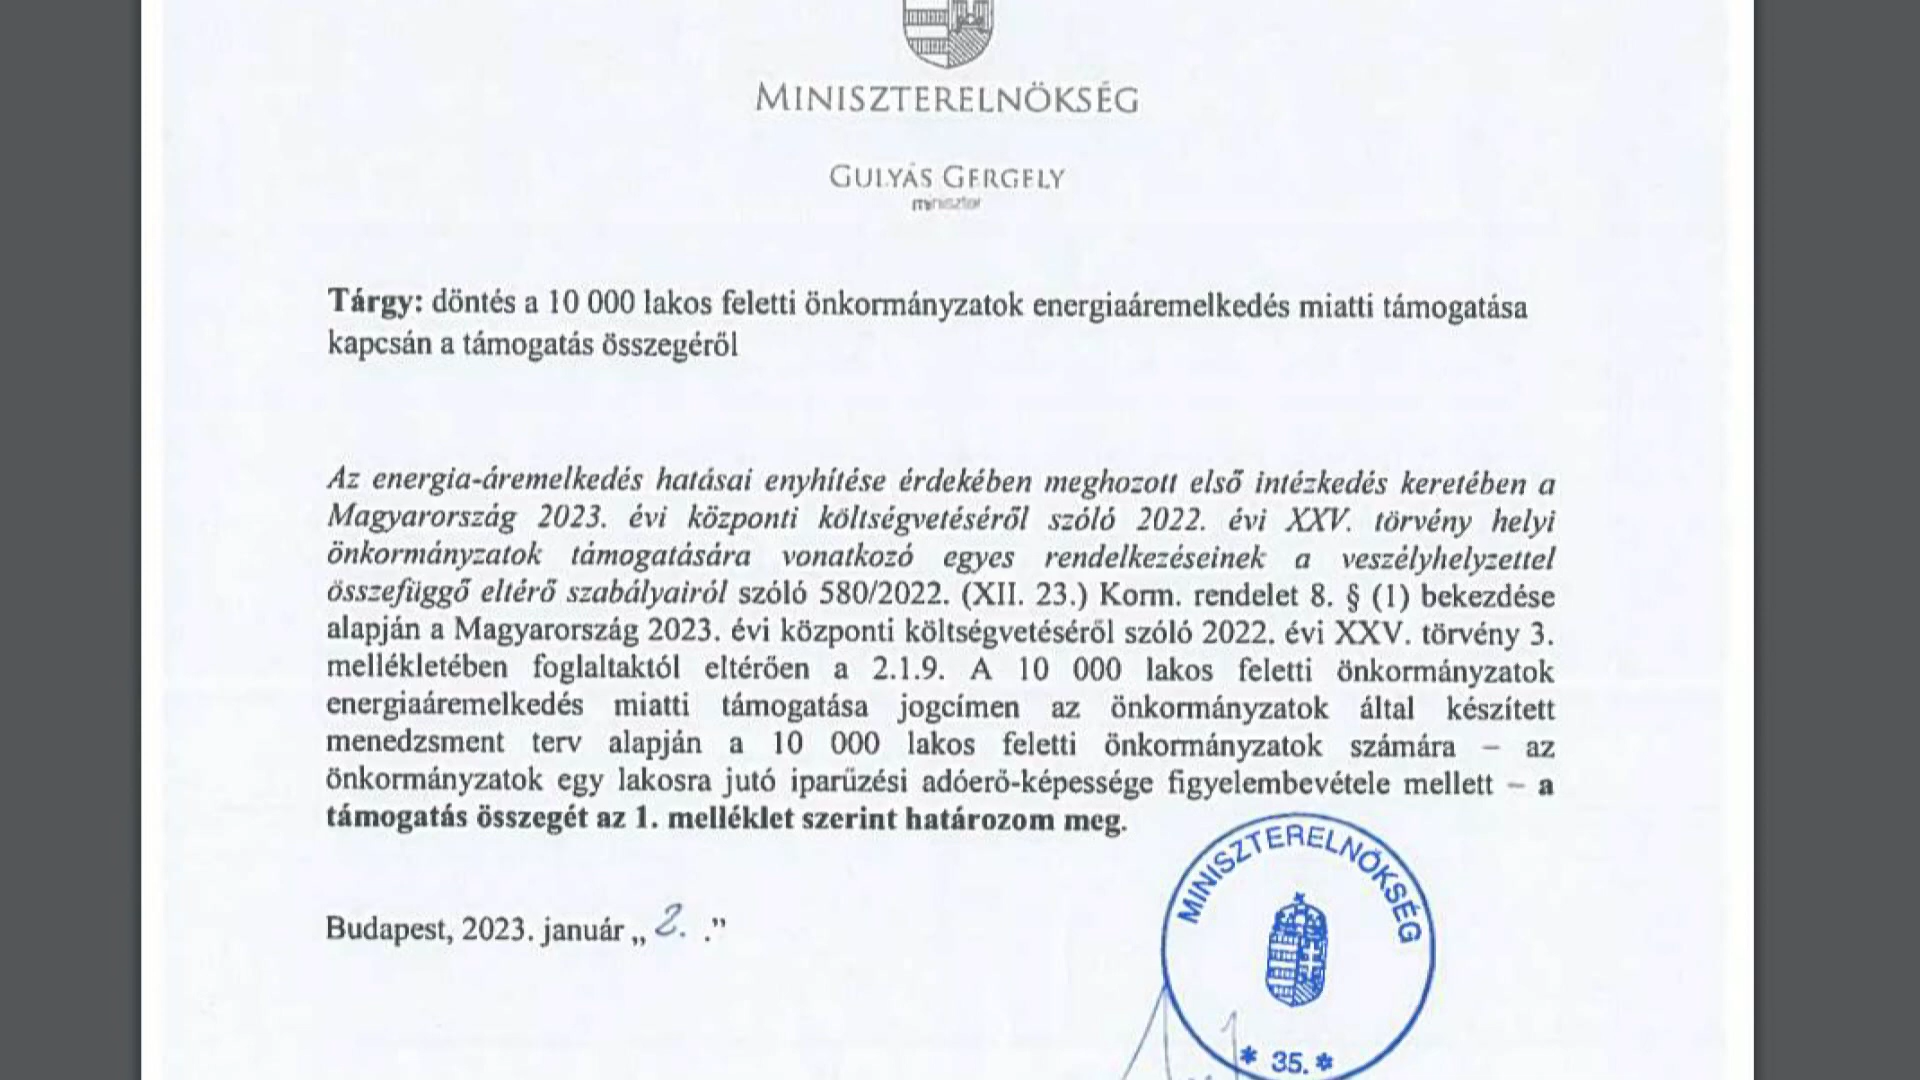 MINISZTERELNÖKSÉG
GULYÁS GERGELY
miniszter
Tárgy: döntés a 10 000 lakos feletti önkormányzatok energiaáremelkedés miatti támogatása
kapcsán a támogatás összegéről
Az energia-áremelkedés hatásai enyhítése érdekében meghozott első intézkedés keretében a
Magyarország 2023. évi központi költségvetéséről szóló 2022. évi XXV. törvény helyi
önkormányzatok támogatására vonatkozó egyes rendelkezéseinek a veszélyhelyzettel
összefüggő eltérő szabályairól szóló 580/2022. (XII. 23.) Korm. rendelet 8. § (1) bekezdése
alapján a Magyarország 2023. évi központi költségvetéséről szóló 2022. évi XXV. törvény 3.
mellékletében foglaltaktól eltérően a 2.1.9. A 10 000 lakos feletti önkormányzatok
energiaáremelkedés miatti támogatása jogcímen az önkormányzatok által készített
menedzsment terv alapján a 10 000 lakos feletti önkormányzatok számára – az
önkormányzatok egy lakosra jutó iparűzési adóerő-képessége figyelembevétele mellett – a
támogatás összegét az 1. melléklet szerint határozom meg.
Budapest, 2023. január „ 2. .”
MINISZTERELNÖKSÉG
* 35. *